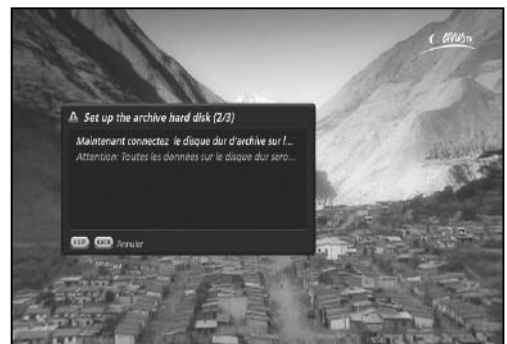 Set up the archive hard disk (2/3)
Maintenant connectez le disque dur d'archive sur l...
Attention: Toutes les données sur le disque dur sero...
EXIT BACK Annuler